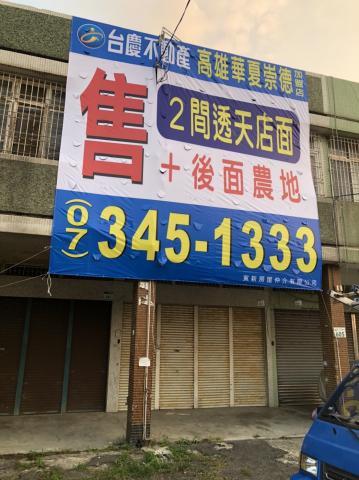 台慶不動產 高雄華夏崇德 加盟店
售
2間透天店面
+後面農地
(07)345-1333
605